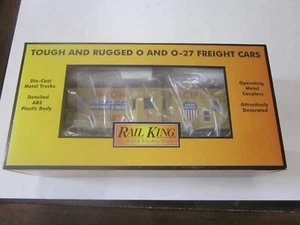 TOUGH AND RUGGED O AND O-27 FREIGHT CARS
Die-Cast
Metal Trucks
Detailed
ABS
Plastic Body
Operating
Metal
Couplers
Attractively
Decorated
RAIL KING